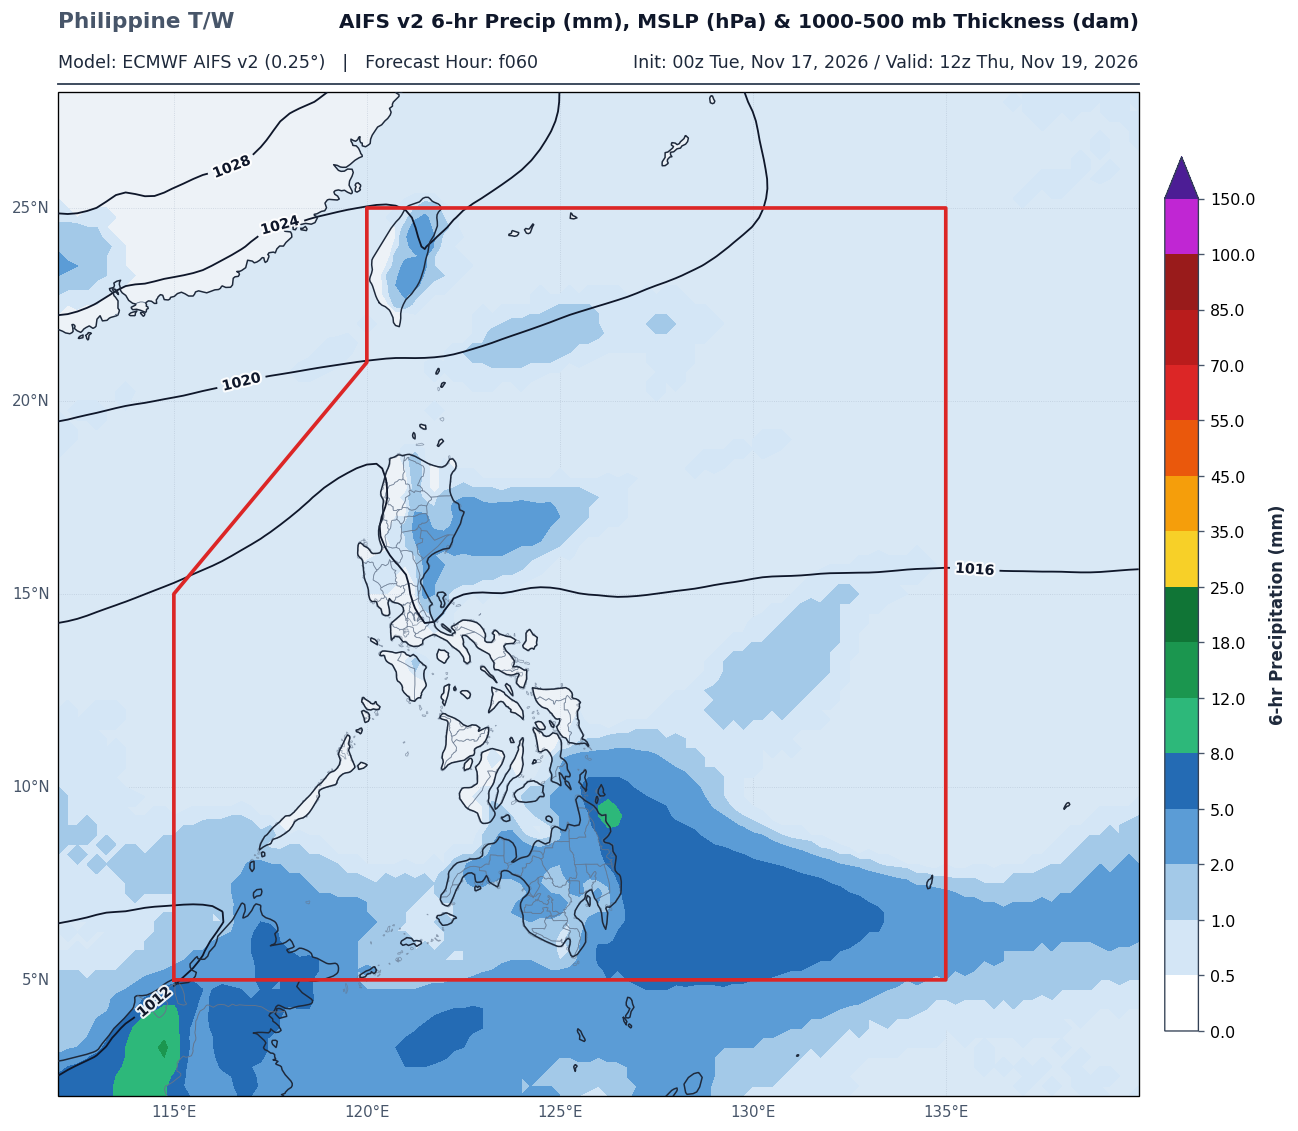 Philippine T/W
AIFS v2 6-hr Precip (mm), MSLP (hPa) & 1000-500 mb Thickness (dam)
Model: ECMWF AIFS v2 (0.25°) | Forecast Hour: f060
Init: 00z Tue, Nov 17, 2026 / Valid: 12z Thu, Nov 19, 2026
1028
1024
1020
1016
1012
25°N
20°N
15°N
10°N
5°N
115°E
120°E
125°E
130°E
135°E
150.0
100.0
85.0
70.0
55.0
45.0
35.0
25.0
18.0
12.0
8.0
5.0
2.0
1.0
0.5
0.0
6-hr Precipitation (mm)